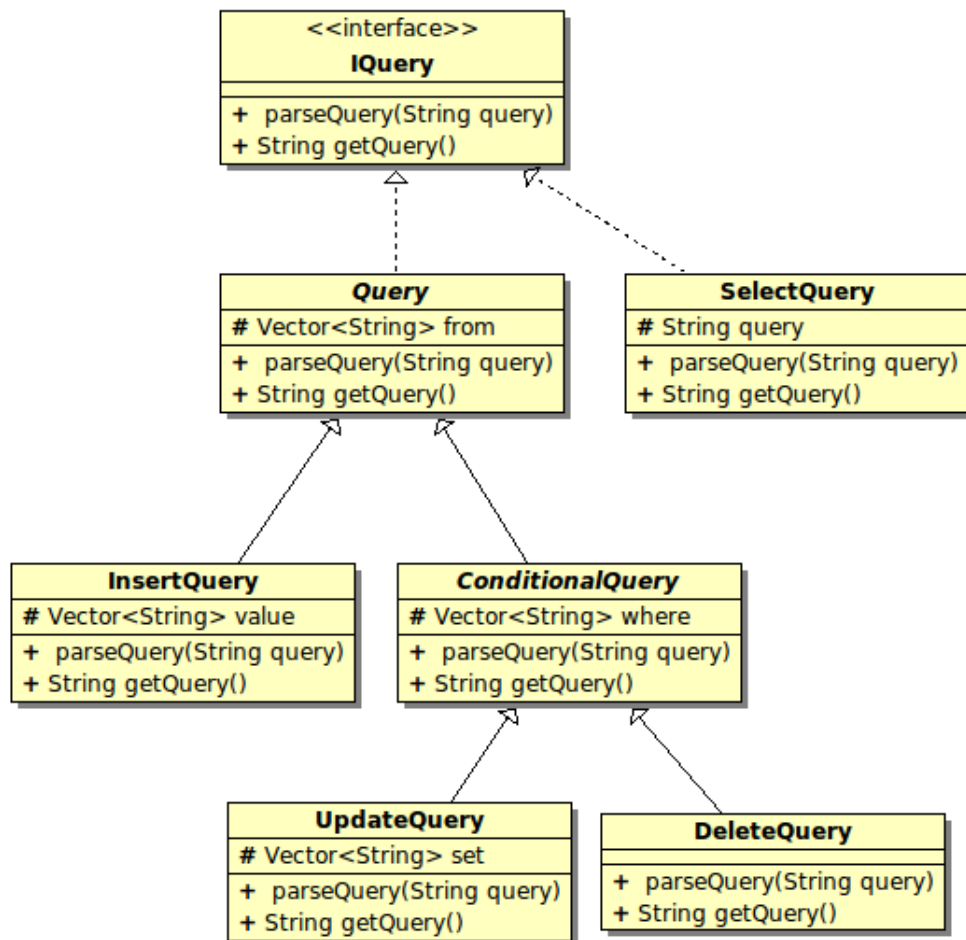 <<interface>>
IQuery
+ parseQuery(String query)
+ String getQuery()
Query
# Vector<String> from
+ parseQuery(String query)
+ String getQuery()
SelectQuery
# String query
+ parseQuery(String query)
+ String getQuery()
InsertQuery
# Vector<String> value
+ parseQuery(String query)
+ String getQuery()
ConditionalQuery
# Vector<String> where
+ parseQuery(String query)
+ String getQuery()
UpdateQuery
# Vector<String> set
+ parseQuery(String query)
+ String getQuery()
DeleteQuery
+ parseQuery(String query)
+ String getQuery()